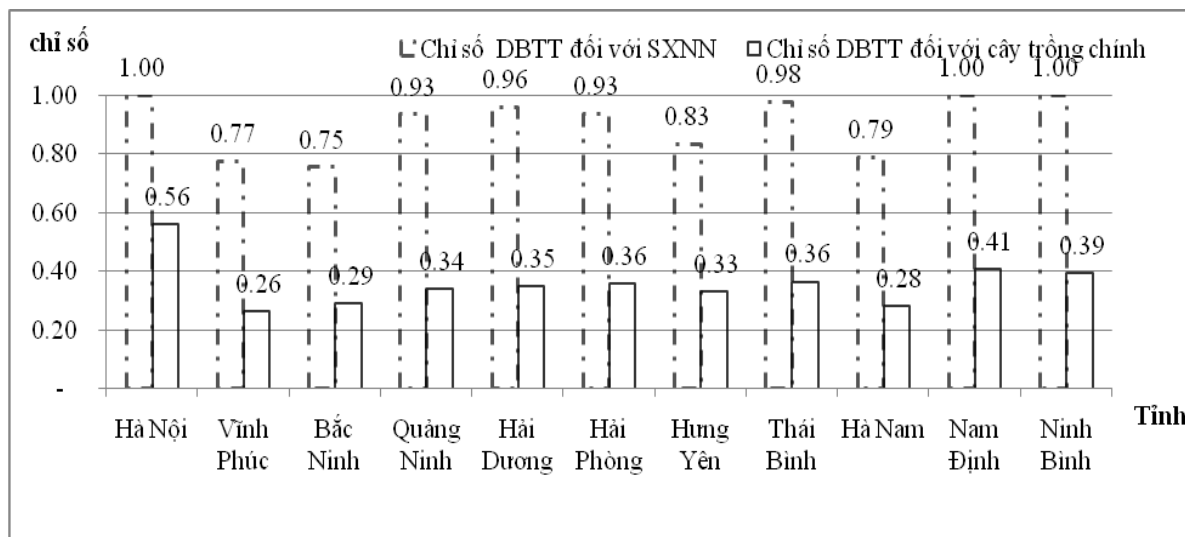 chỉ số
Chỉ số DBTT đối với SXNN
Chỉ số DBTT đối với cây trồng chính
1.00
0.77
0.75
0.93
0.96
0.93
0.83
0.98
0.79
1.00
1.00
0.56
0.26
0.29
0.34
0.35
0.36
0.33
0.36
0.28
0.41
0.39
1.00
0.80
0.60
0.40
0.20
-
Hà Nội
Vĩnh
Phúc
Bắc
Ninh
Quảng
Ninh
Hải
Dương
Hải
Phòng
Hưng
Yên
Thái
Bình
Hà Nam
Nam
Định
Ninh
Bình
Tỉnh